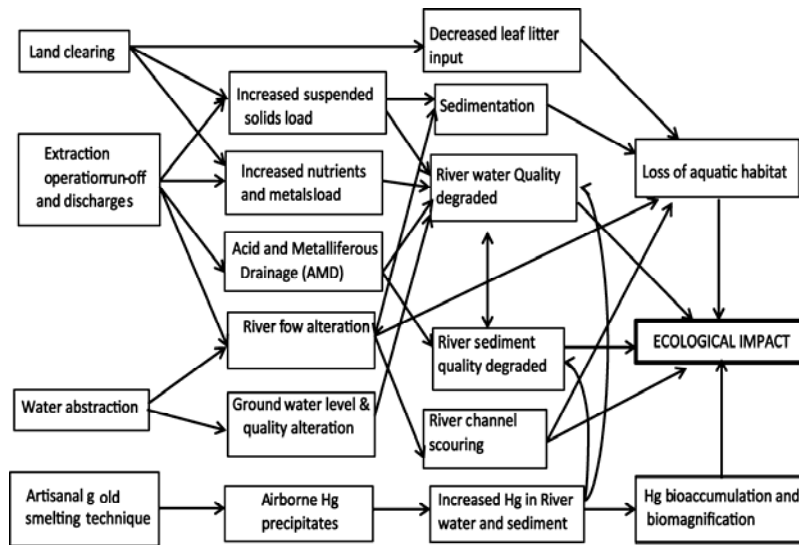 Land clearing
Decreased leaf litter
input
Increased suspended
solids load
Sedimentation
Extraction
operationrun-off
and discharges
Increased nutrients
and metalsload
River water Quality
degraded
Loss of aquatic habitat
Acid and Metalliferous
Drainage (AMD)
River fow alteration
River sediment
quality degraded
ECOLOGICAL IMPACT
Water abstraction
Ground water level &
quality alteration
River channel
scouring
Artisanal g old
smelting technique
Airborne Hg
precipitates
Increased Hg in River
water and sediment
Hg bioaccumulation and
biomagnification